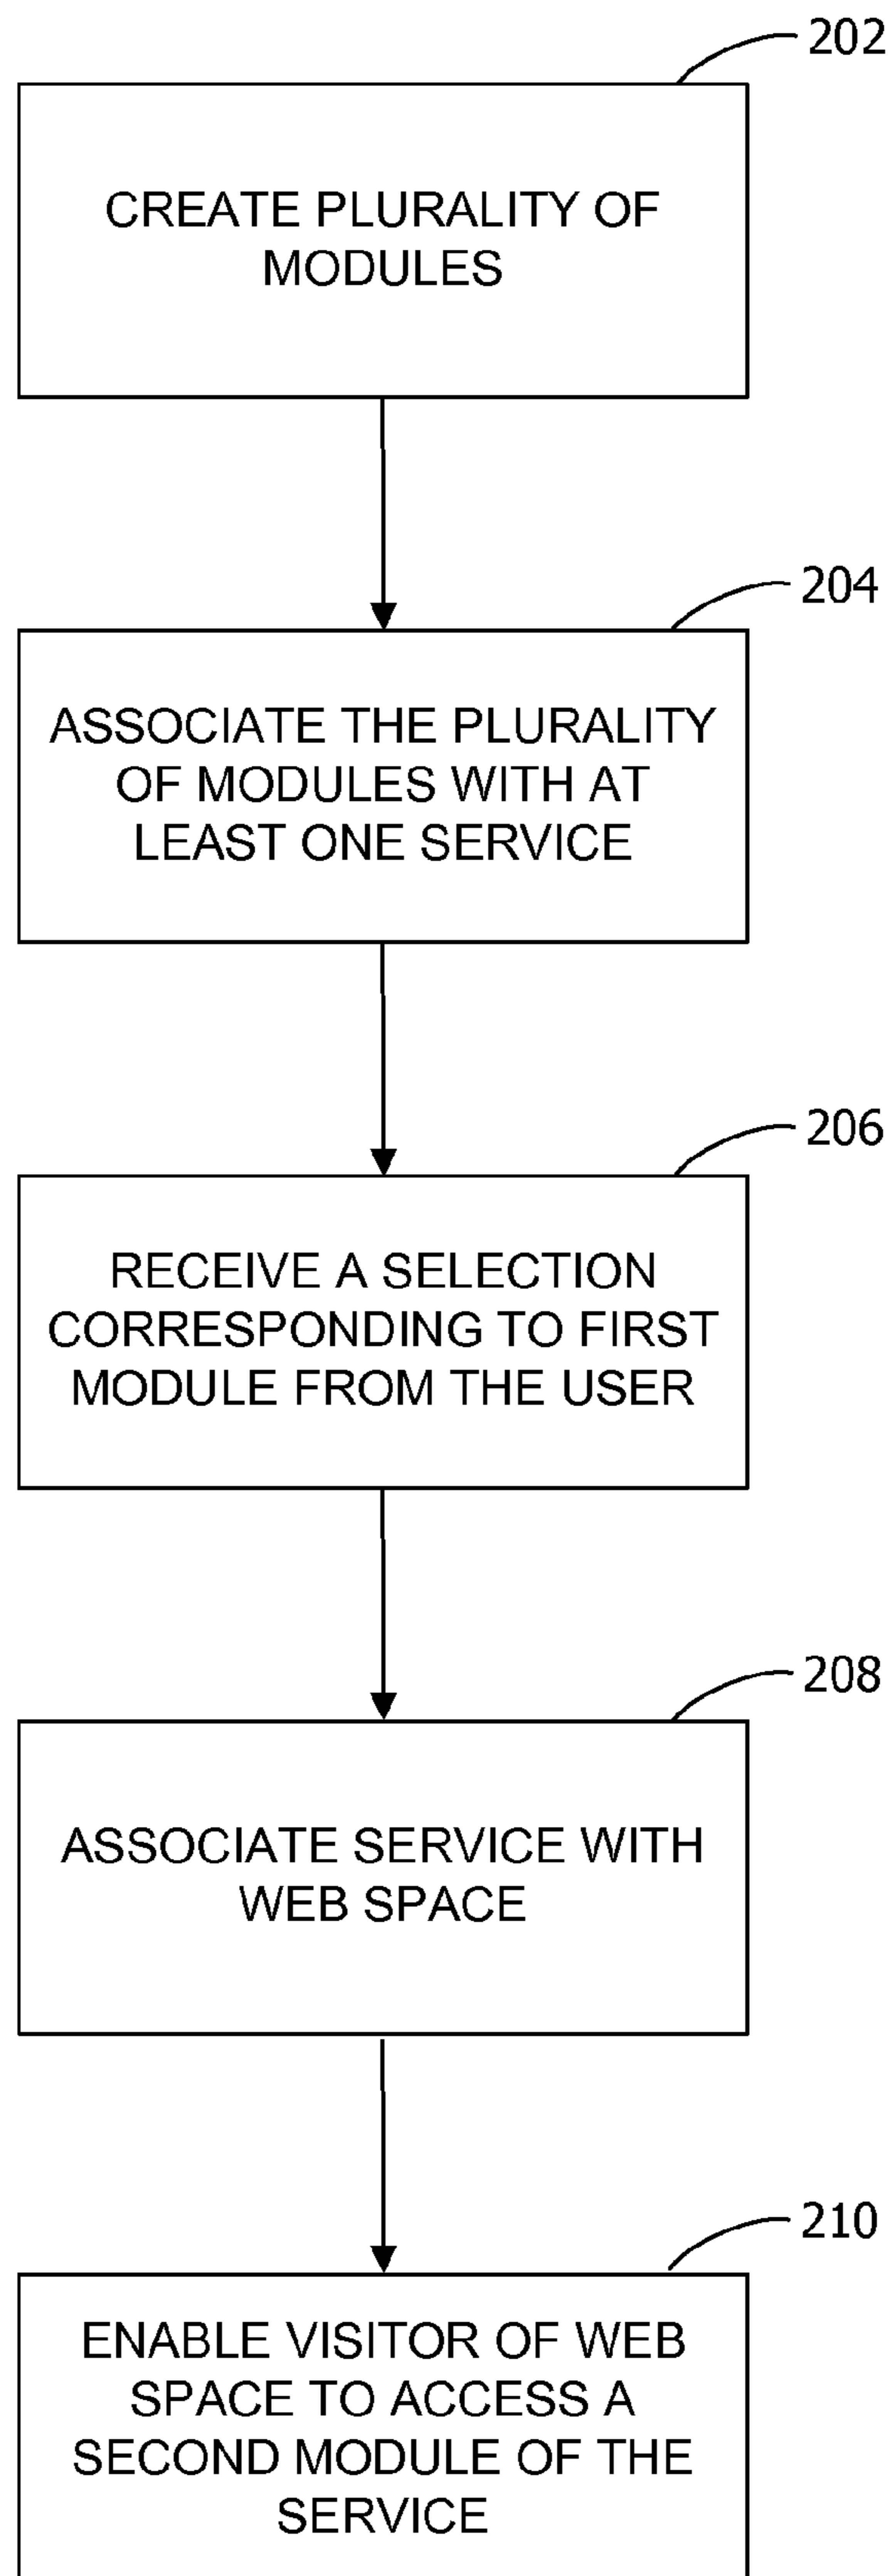 202
CREATE PLURALITY OF
MODULES
204
ASSOCIATE THE PLURALITY
OF MODULES WITH AT
LEAST ONE SERVICE
206
RECEIVE A SELECTION
CORRESPONDING TO FIRST
MODULE FROM THE USER
208
ASSOCIATE SERVICE WITH
WEB SPACE
210
ENABLE VISITOR OF WEB
SPACE TO ACCESS A
SECOND MODULE OF THE
SERVICE